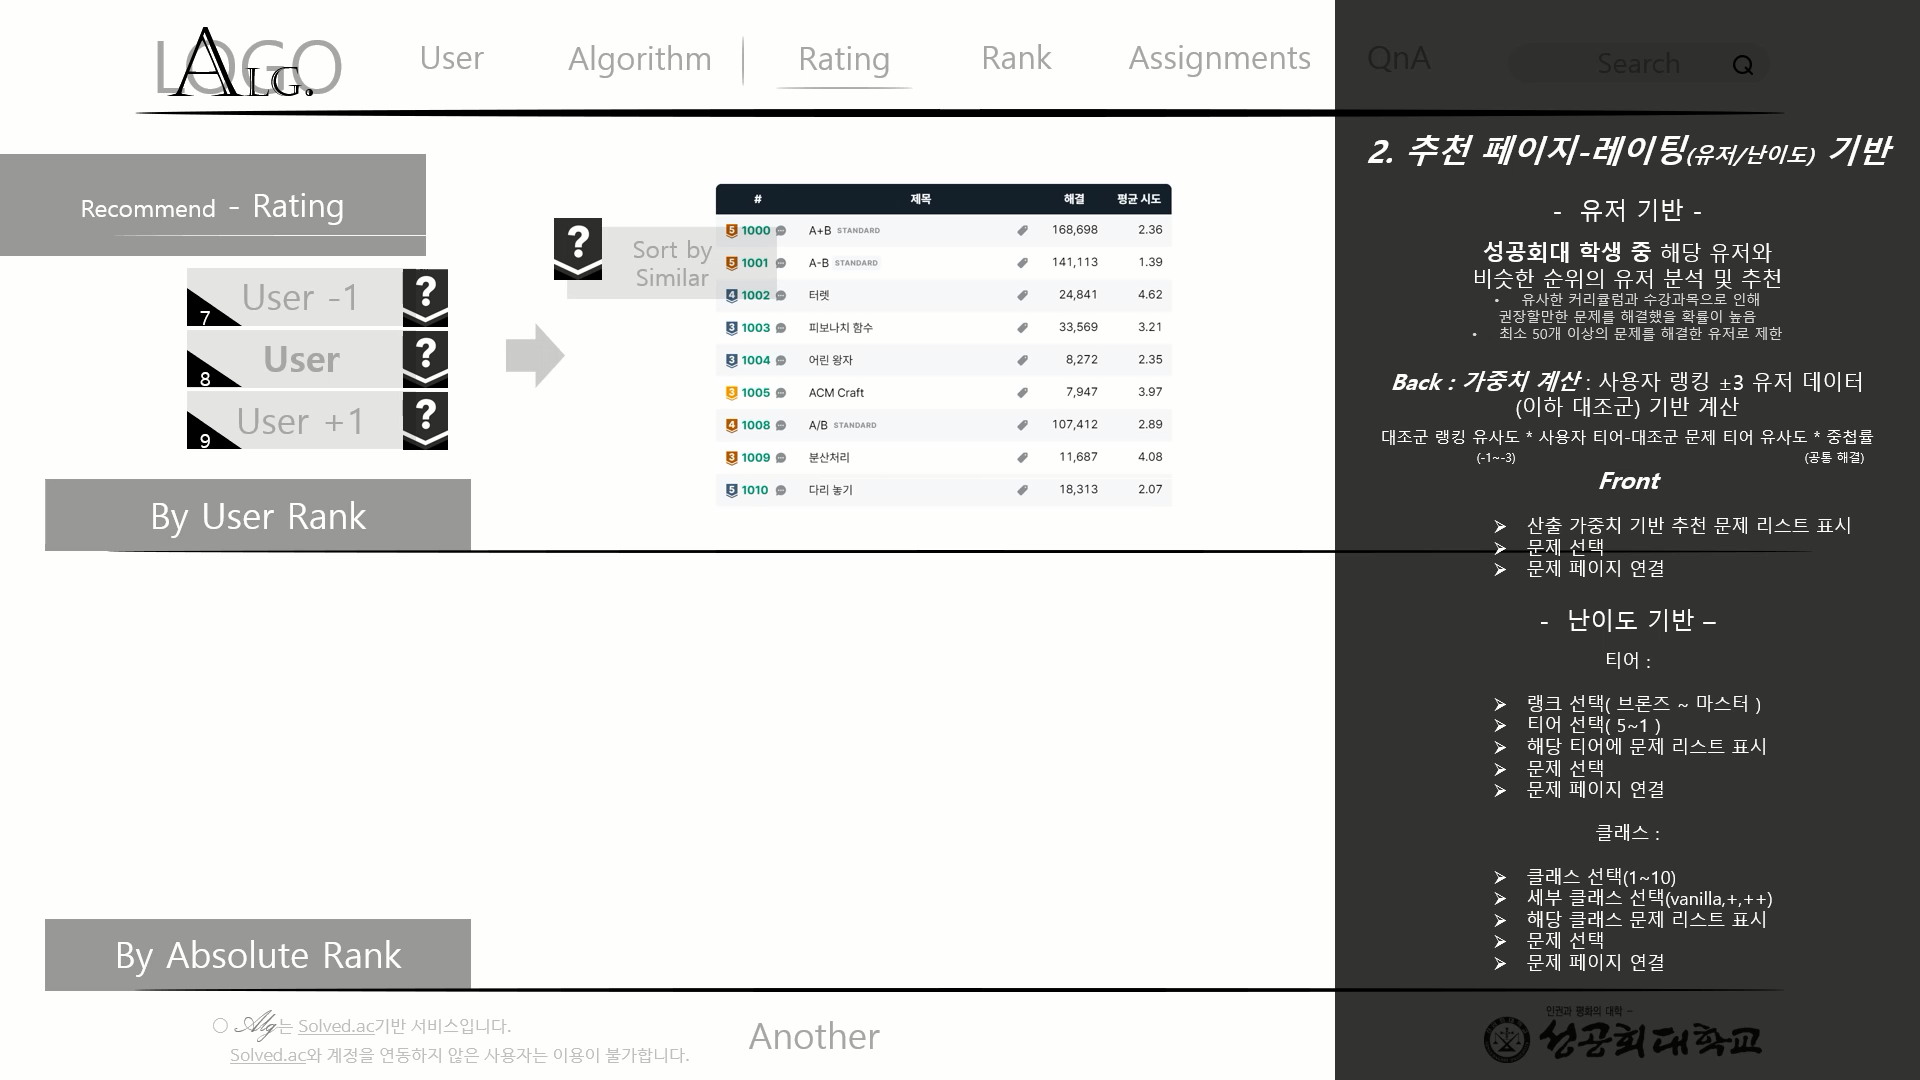 LOGO
ALG.
User
Algorithm
Rating
Rank
Assignments
QnA
Search
Recommend - Rating
7 User -1 ?
8 User ?
9 User +1 ?
By User Rank
?
Sort by
Similar
# 제목 해결 평균 시도
5 1000 A+B STANDARD 168,698 2.36
5 1001 A-B STANDARD 141,113 1.39
4 1002 터렛 24,841 4.62
3 1003 피보나치 함수 33,569 3.21
3 1004 어린 왕자 8,272 2.35
3 1005 ACM Craft 7,947 3.97
4 1008 A/B STANDARD 107,412 2.89
3 1009 분산처리 11,687 4.08
5 1010 다리 놓기 18,313 2.07
By Absolute Rank
○ Alg는 Solved.ac기반 서비스입니다.
Solved.ac와 계정을 연동하지 않은 사용자는 이용이 불가합니다.
Another
2. 추천 페이지-레이팅(유저/난이도) 기반
- 유저 기반 -
성공회대 학생 중 해당 유저와
비슷한 순위의 유저 분석 및 추천
• 유사한 커리큘럼과 수강과목으로 인해
권장할만한 문제를 해결했을 확률이 높음
• 최소 50개 이상의 문제를 해결한 유저로 제한
Back : 가중치 계산 : 사용자 랭킹 ±3 유저 데이터
(이하 대조군) 기반 계산
대조군 랭킹 유사도 * 사용자 티어-대조군 문제 티어 유사도 * 중첩률
(-1~-3) (공통 해결)
Front
➢ 산출 가중치 기반 추천 문제 리스트 표시
➢ 문제 선택
➢ 문제 페이지 연결
- 난이도 기반 –
티어 :
➢ 랭크 선택( 브론즈 ~ 마스터 )
➢ 티어 선택( 5~1 )
➢ 해당 티어에 문제 리스트 표시
➢ 문제 선택
➢ 문제 페이지 연결
클래스 :
➢ 클래스 선택(1~10)
➢ 세부 클래스 선택(vanilla,+,++)
➢ 해당 클래스 문제 리스트 표시
➢ 문제 선택
➢ 문제 페이지 연결
인권과 평화의 대학 –
성공회대학교